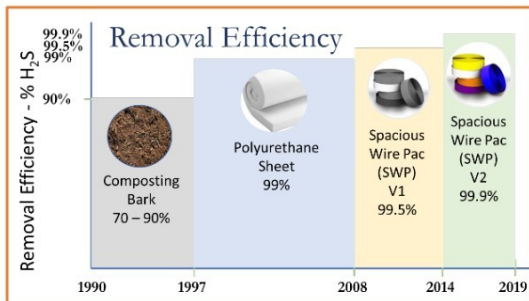 Removal Efficiency
Removal Efficiency - % H₂S
99.9%
99.5%
99%
90%
Composting
Bark
70 – 90%
Polyurethane
Sheet
99%
Spacious
Wire Pac
(SWP)
V1
99.5%
Spacious
Wire Pac
(SWP)
V2
99.9%
1990
1997
2008
2014
2019